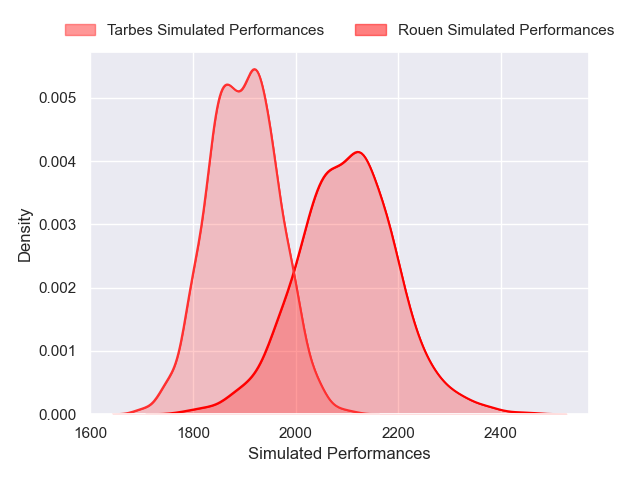 Tarbes Simulated Performances Rouen Simulated Performances
0.005
0.004
0.003
0.002
0.001
0.000
Density
1600 1800 2000 2200 2400
Simulated Performances